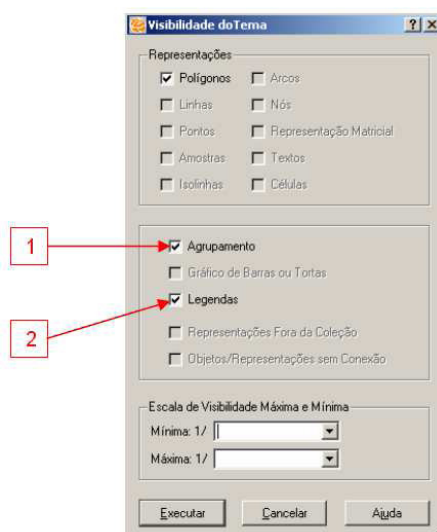 Visibilidade doTema
Representações
Polígonos Arcos
Linhas Nós
Pontos Representação Matricial
Amostras Textos
Isolinhas Células
1
Agrupamento
Gráfico de Barras ou Tortas
2
Legendas
Representações Fora da Coleção
Objetos/Representações sem Conexão
Escala de Visibilidade Máxima e Mínima
Mínima: 1/
Máxima: 1/
Executar Cancelar Ajuda